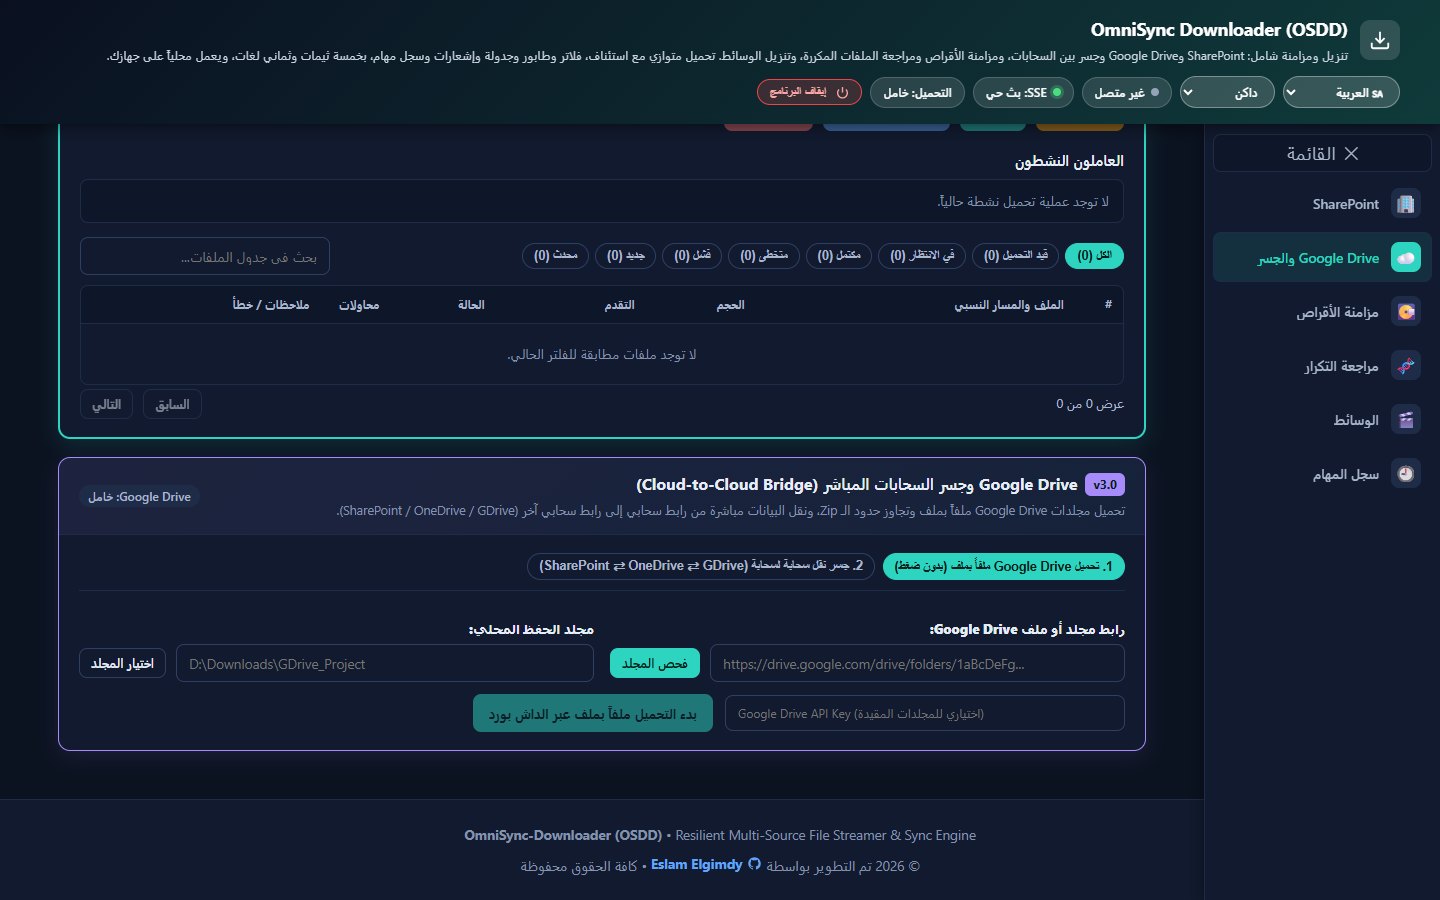 OmniSync Downloader (OSDD)
تنزيل ومزامنة شامل: SharePoint وGoogle Drive وجسر بين السحابات، ومزامنة الأقراص ومراجعة الملفات المكررة، وتنزيل الوسائط. تحميل متوازي مع استئناف، فلاتر وطابور وجدولة وإشعارات وسجل مهام، بخمسة ثيمات وثماني لغات، ويعمل محلياً على جهازك.
SA العربية
داكن
غير متصل
SSE: بث حي
التحميل: خامل
إيقاف البرنامج
القائمة
SharePoint
Google Drive والجسر
مزامنة الأقراص
مراجعة التكرار
الوسائط
سجل المهام
العاملون النشطون
لا توجد عملية تحميل نشطة حالياً.
الكل (0)
قيد التحميل (0)
في الانتظار (0)
مكتمل (0)
متخطى (0)
فشل (0)
جديد (0)
محدث (0)
بحث في جدول الملفات...
# الملف والمسار النسبي الحجم التقدم الحالة محاولات ملاحظات / خطأ
لا توجد ملفات مطابقة للفلتر الحالي.
عرض 0 من 0
السابق
التالي
v3.0 Google Drive وجسر السحابات المباشر (Cloud-to-Cloud Bridge)
تحميل مجلدات Google Drive ملفاً بملف وتجاوز حدود الـ Zip، ونقل البيانات مباشرة من رابط سحابي إلى رابط سحابي آخر (SharePoint / OneDrive / GDrive).
Google Drive: خامل
1. تحميل Google Drive ملفاً بملف (بدون ضغط)
2. جسر نقل سحابة لسحابة (SharePoint ⇄ OneDrive ⇄ GDrive)
رابط مجلد أو ملف Google Drive:
https://drive.google.com/drive/folders/1aBcDeFg...
فحص المجلد
مجلد الحفظ المحلي:
D:\Downloads\GDrive_Project
اختيار المجلد
Google Drive API Key (اختياري للمجلدات المقيدة)
بدء التحميل ملفاً بملف عبر الداش بورد
OmniSync-Downloader (OSDD) • Resilient Multi-Source File Streamer & Sync Engine
© 2026 تم التطوير بواسطة Eslam Elgimdy • كافة الحقوق محفوظة